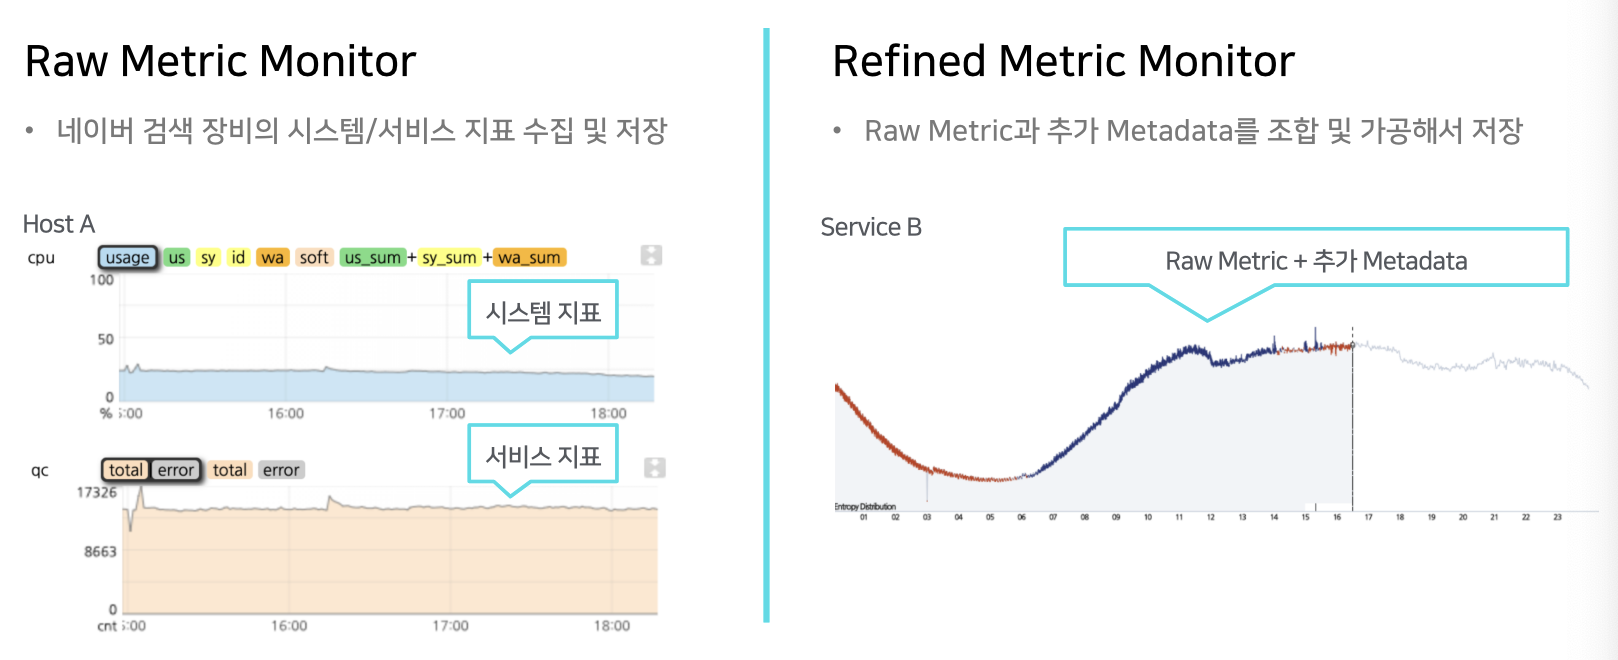 Raw Metric Monitor
• 네이버 검색 장비의 시스템/서비스 지표 수집 및 저장
Host A
cpu
usage us sy id wa soft us_sum + sy_sum + wa_sum
100
50
0
시스템 지표
% :00 16:00 17:00 18:00
qc
total error total error
17326
8663
0
서비스 지표
cnt :00 16:00 17:00 18:00
Refined Metric Monitor
• Raw Metric과 추가 Metadata를 조합 및 가공해서 저장
Service B
Raw Metric + 추가 Metadata
Entropy Distribution
01 02 03 04 05 06 07 08 09 10 11 12 13 14 15 16 17 18 19 20 21 22 23